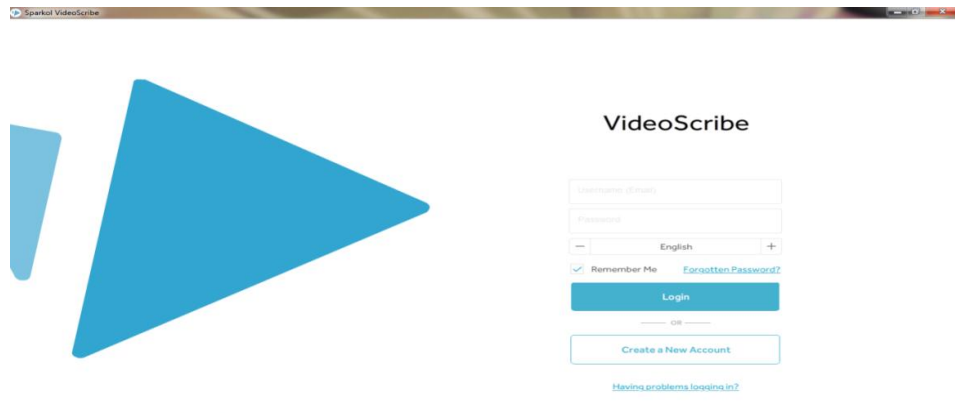 Sparkol VideoScribe
VideoScribe
Username (Email)
Password
English
Remember Me Forgotten Password?
Login
OR
Create a New Account
Having problems logging in?